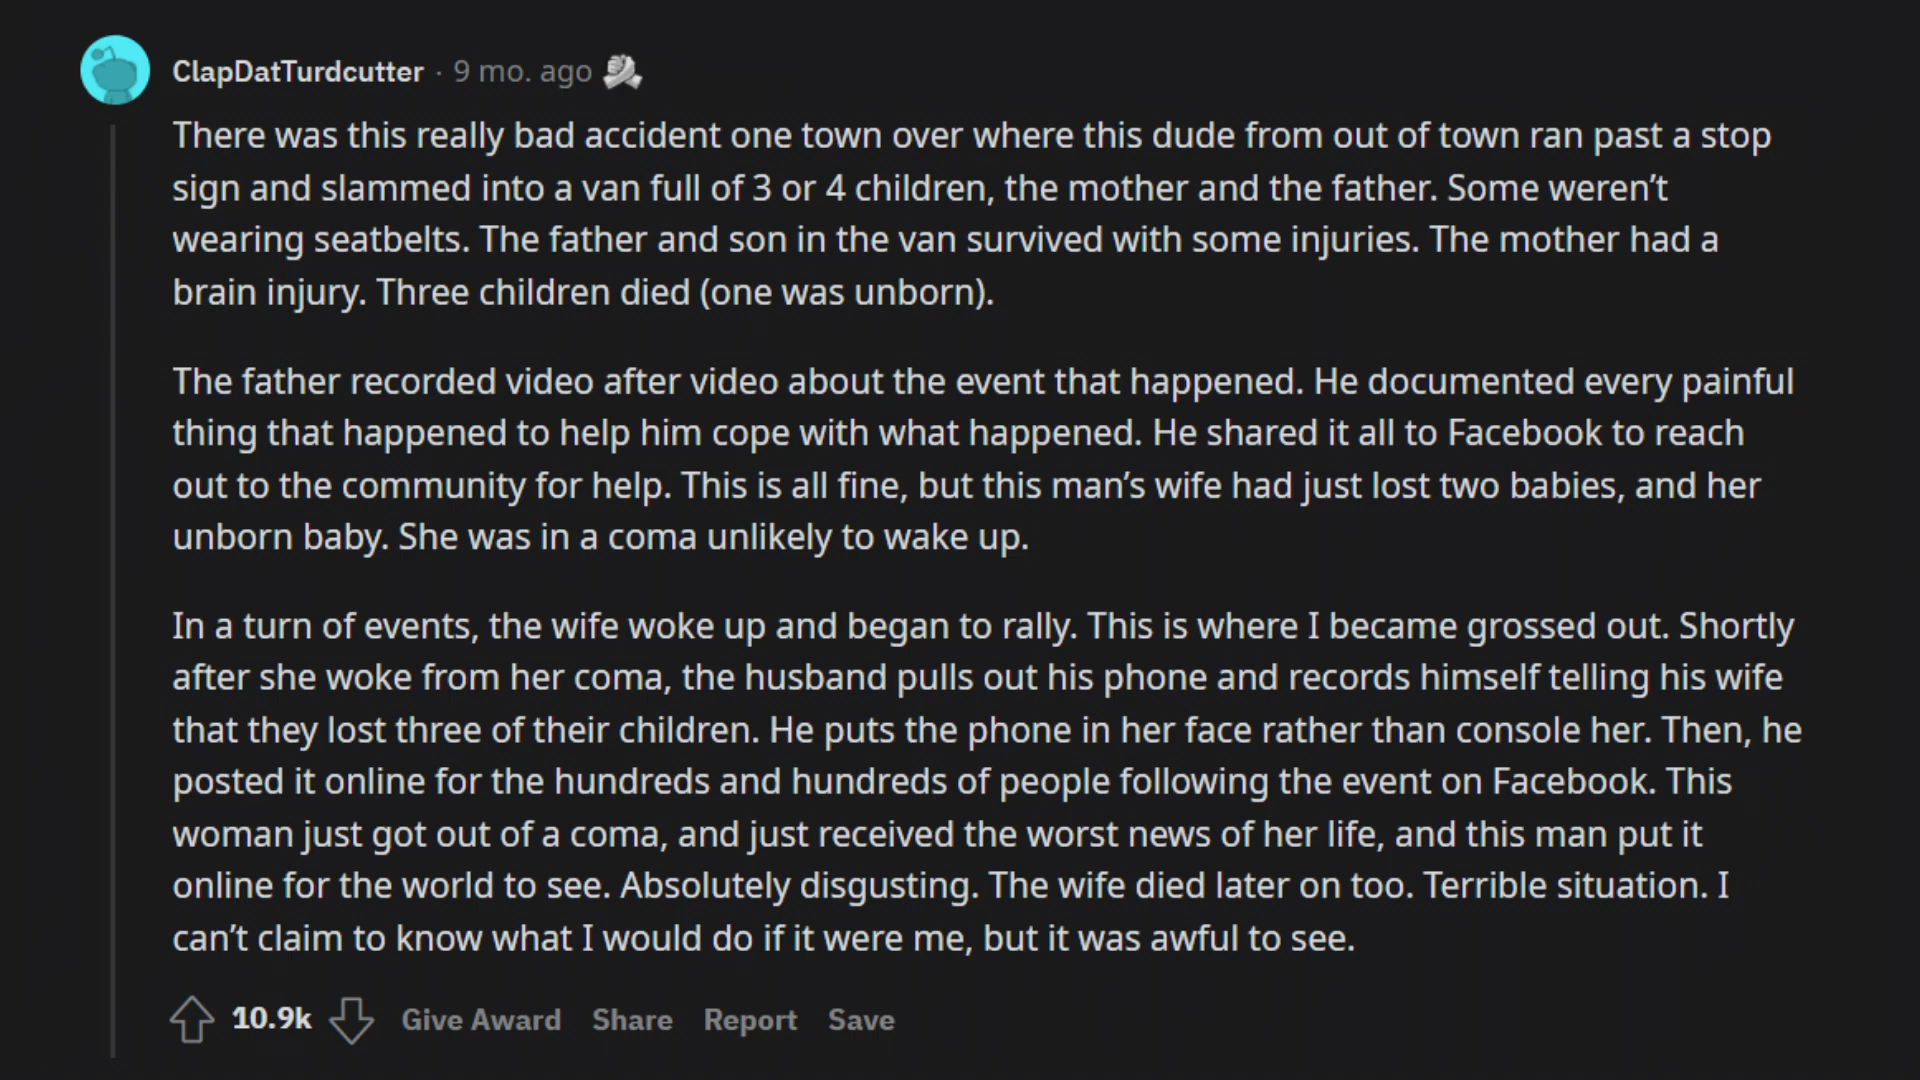 ClapDatTurdcutter · 9 mo. ago
There was this really bad accident one town over where this dude from out of town ran past a stop
sign and slammed into a van full of 3 or 4 children, the mother and the father. Some weren’t
wearing seatbelts. The father and son in the van survived with some injuries. The mother had a
brain injury. Three children died (one was unborn).
The father recorded video after video about the event that happened. He documented every painful
thing that happened to help him cope with what happened. He shared it all to Facebook to reach
out to the community for help. This is all fine, but this man’s wife had just lost two babies, and her
unborn baby. She was in a coma unlikely to wake up.
In a turn of events, the wife woke up and began to rally. This is where I became grossed out. Shortly
after she woke from her coma, the husband pulls out his phone and records himself telling his wife
that they lost three of their children. He puts the phone in her face rather than console her. Then, he
posted it online for the hundreds and hundreds of people following the event on Facebook. This
woman just got out of a coma, and just received the worst news of her life, and this man put it
online for the world to see. Absolutely disgusting. The wife died later on too. Terrible situation. I
can’t claim to know what I would do if it were me, but it was awful to see.
10.9k Give Award Share Report Save